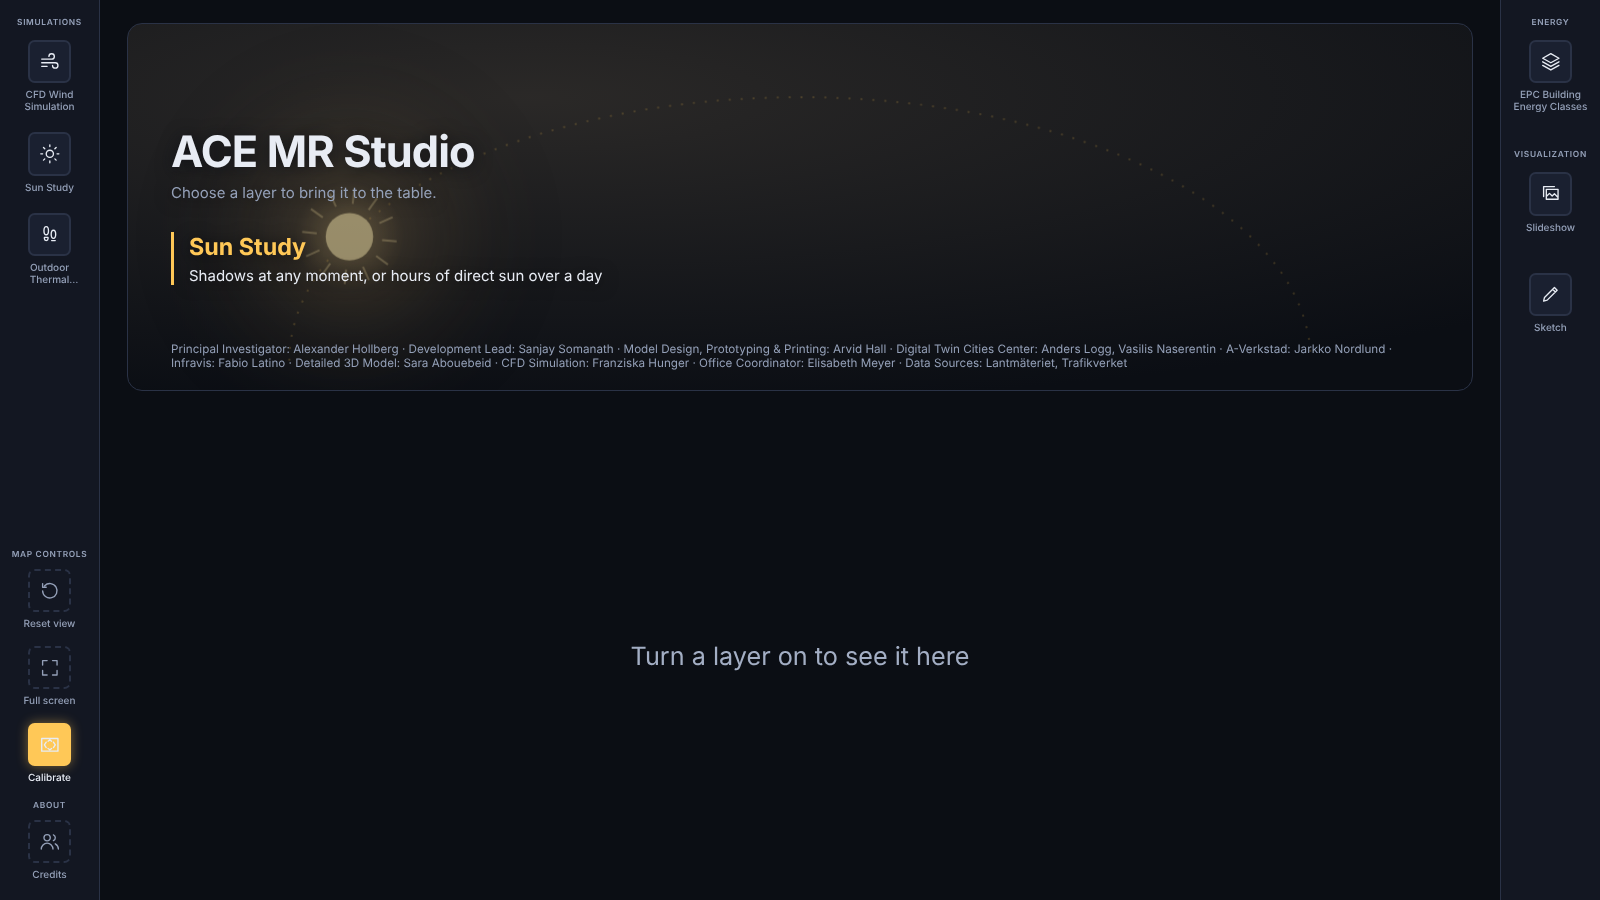 SIMULATIONS
CFD Wind
Simulation
Sun Study
Outdoor
Thermal...
MAP CONTROLS
Reset view
Full screen
Calibrate
ABOUT
Credits
ACE MR Studio
Choose a layer to bring it to the table.
Sun Study
Shadows at any moment, or hours of direct sun over a day
Principal Investigator: Alexander Hollberg · Development Lead: Sanjay Somanath · Model Design, Prototyping & Printing: Arvid Hall · Digital Twin Cities Center: Anders Logg, Vasilis Naserentin · A-Verkstad: Jarkko Nordlund ·
Infravis: Fabio Latino · Detailed 3D Model: Sara Abouebeid · CFD Simulation: Franziska Hunger · Office Coordinator: Elisabeth Meyer · Data Sources: Lantmäteriet, Trafikverket
Turn a layer on to see it here
ENERGY
EPC Building
Energy Classes
VISUALIZATION
Slideshow
Sketch